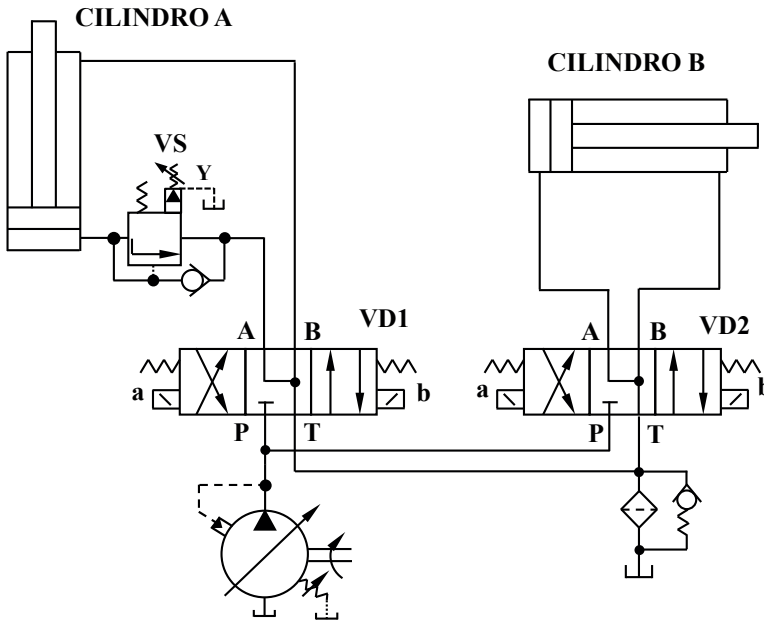 CILINDRO A
CILINDRO B
VS
Y
A B VD1
A B VD2
a b
a b
P T
P T